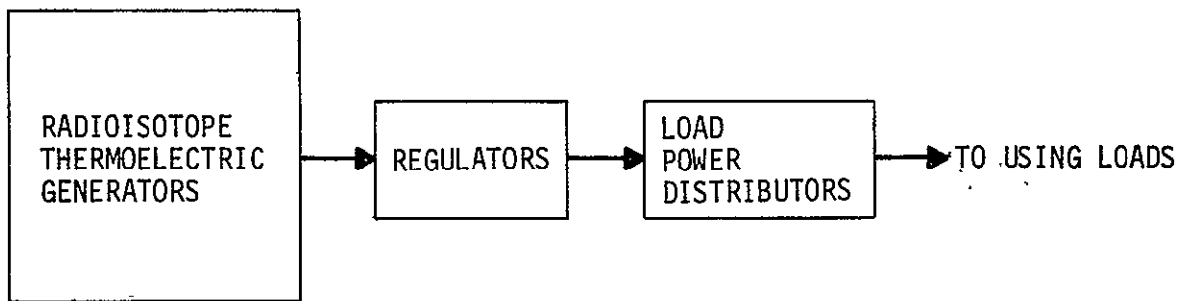 RADIOISOTOPE
THERMOELECTRIC
GENERATORS
REGULATORS
LOAD
POWER
DISTRIBUTORS
TO USING LOADS